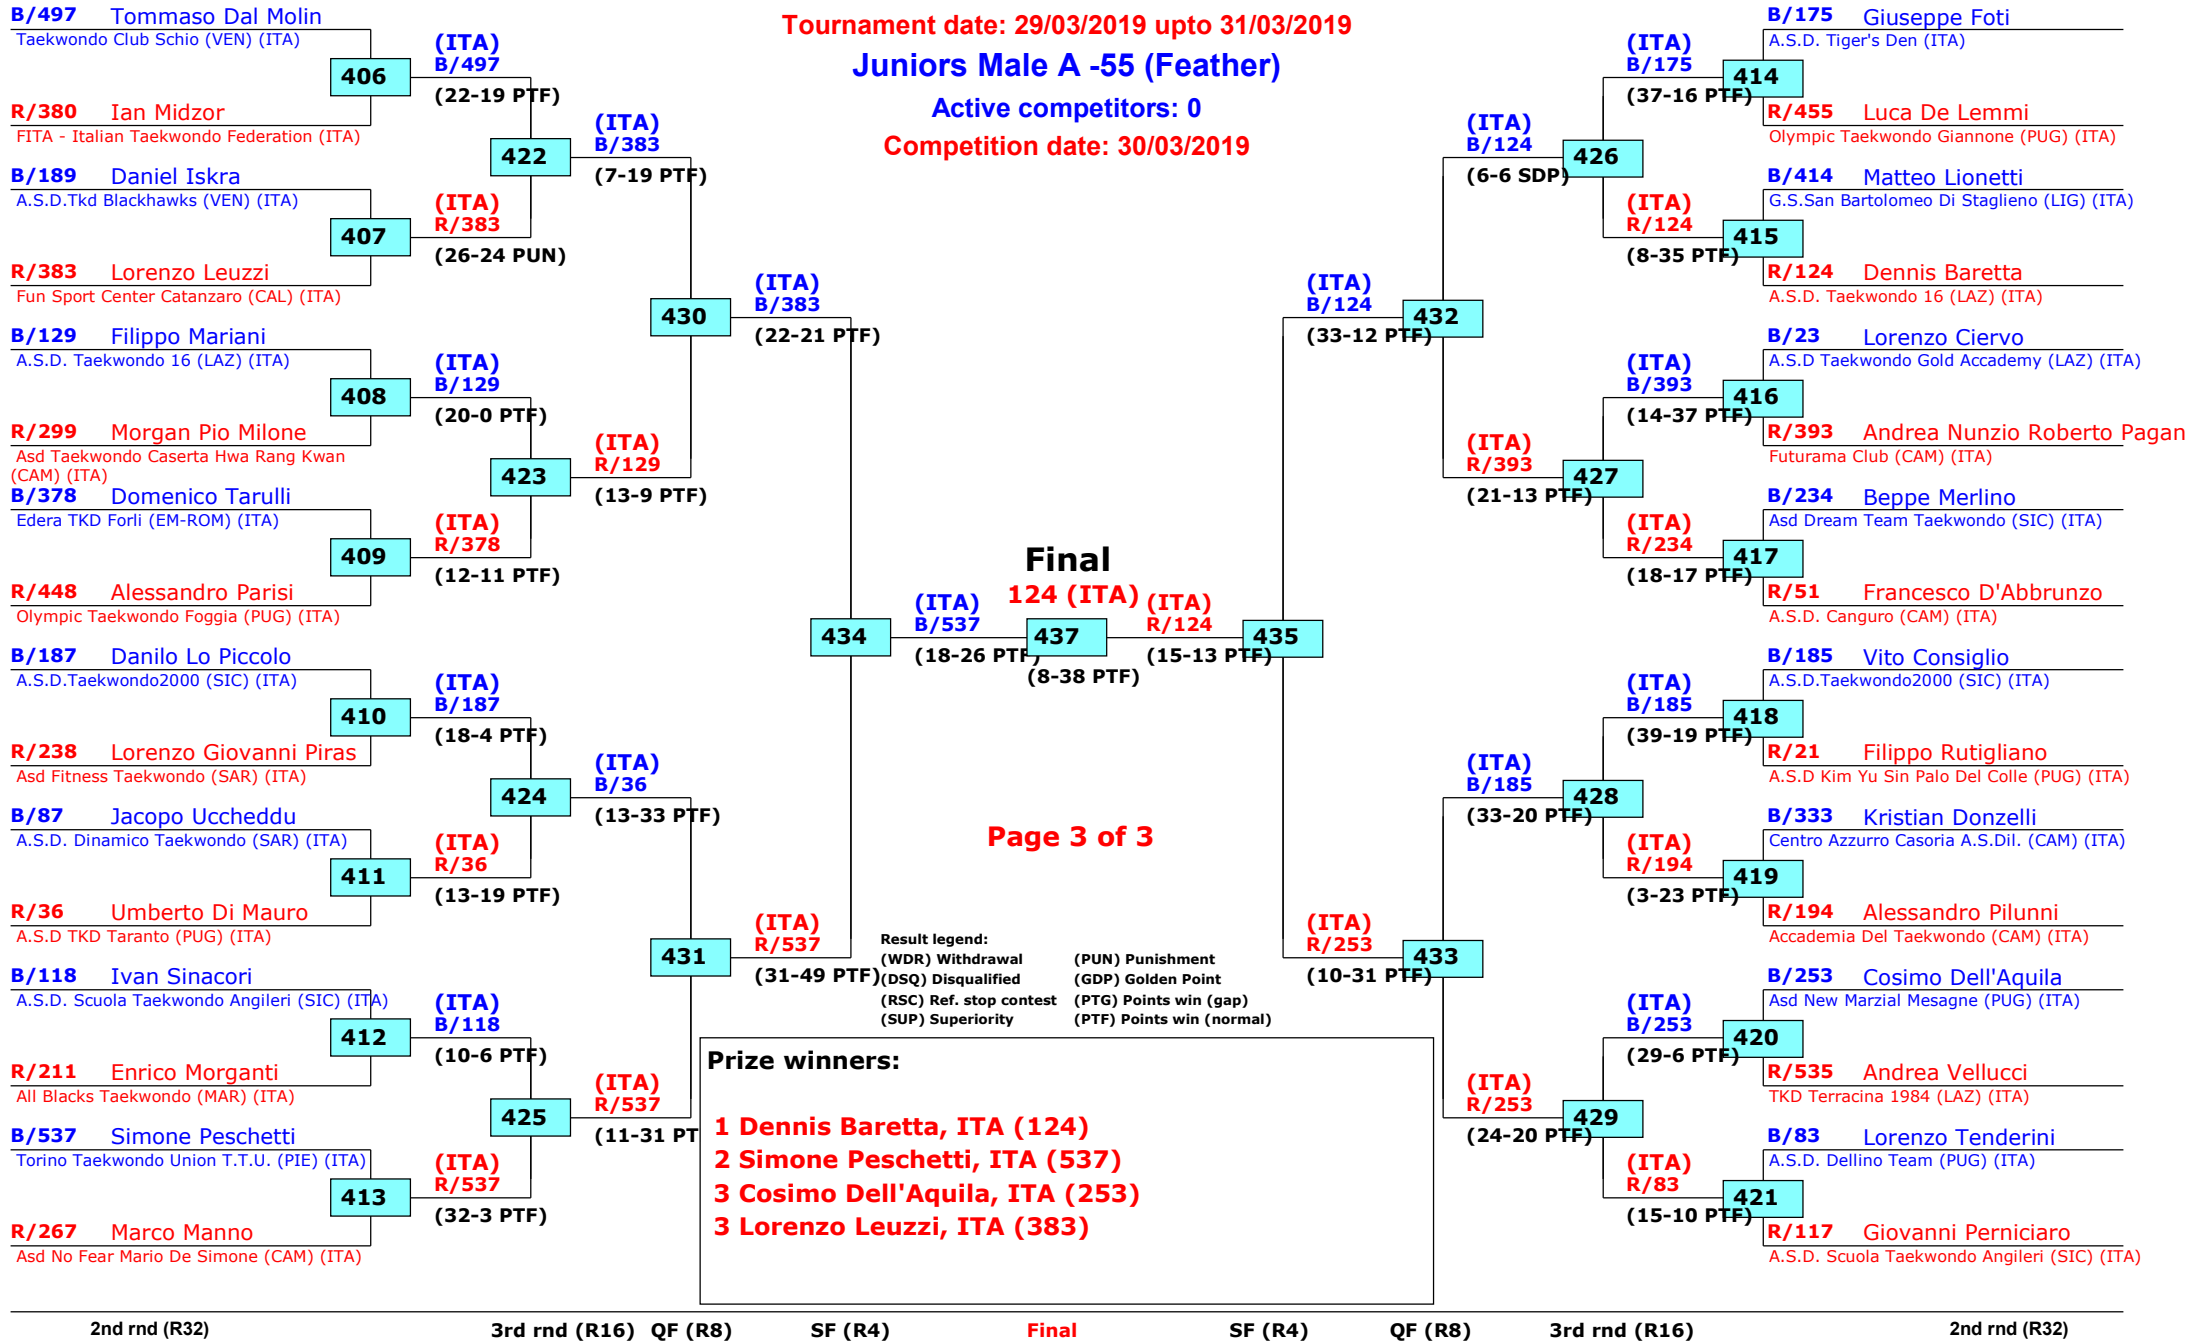 Tournament date: 29/03/2019 upto 31/03/2019
Juniors Male A -55 (Feather)
Active competitors: 0
Competition date: 30/03/2019
B/497 Tommaso Dal Molin
Taekwondo Club Schio (VEN) (ITA)
406
R/380 Ian Midzor
FITA - Italian Taekwondo Federation (ITA)
B/189 Daniel Iskra
A.S.D.Tkd Blackhawks (VEN) (ITA)
407
R/383 Lorenzo Leuzzi
Fun Sport Center Catanzaro (CAL) (ITA)
B/129 Filippo Mariani
A.S.D. Taekwondo 16 (LAZ) (ITA)
408
R/299 Morgan Pio Milone
Asd Taekwondo Caserta Hwa Rang Kwan
(CAM) (ITA)
B/378 Domenico Tarulli
Edera TKD Forli (EM-ROM) (ITA)
409
R/448 Alessandro Parisi
Olympic Taekwondo Foggia (PUG) (ITA)
B/187 Danilo Lo Piccolo
A.S.D.Taekwondo2000 (SIC) (ITA)
410
R/238 Lorenzo Giovanni Piras
Asd Fitness Taekwondo (SAR) (ITA)
B/87 Jacopo Uccheddu
A.S.D. Dinamico Taekwondo (SAR) (ITA)
411
R/36 Umberto Di Mauro
A.S.D TKD Taranto (PUG) (ITA)
B/118 Ivan Sinacori
A.S.D. Scuola Taekwondo Angileri (SIC) (ITA)
412
R/211 Enrico Morganti
All Blacks Taekwondo (MAR) (ITA)
B/537 Simone Peschetti
Torino Taekwondo Union T.T.U. (PIE) (ITA)
413
R/267 Marco Manno
Asd No Fear Mario De Simone (CAM) (ITA)
(ITA)
B/497
(22-19 PTF)
422
(ITA)
R/383
(26-24 PUN)
(ITA)
B/129
(20-0 PTF)
423
(ITA)
R/378
(12-11 PTF)
(ITA)
B/187
(18-4 PTF)
424
(ITA)
R/36
(13-19 PTF)
(ITA)
B/118
(10-6 PTF)
425
(ITA)
R/537
(32-3 PTF)
(ITA)
B/383
(7-19 PTF)
430
(ITA)
R/129
(13-9 PTF)
(ITA)
B/36
(13-33 PTF)
431
(ITA)
R/537
(11-31 PT
(ITA)
B/383
(22-21 PTF)
434
(ITA)
R/537
(31-49 PTF)
(ITA)
B/537
(18-26 PTF)
Final
124 (ITA)
437
(8-38 PTF)
(ITA)
R/124
(15-13 PTF)
435
(ITA)
B/124
(33-12 PTF)
432
(ITA)
R/253
(10-31 PTF)
433
(ITA)
B/124
(6-6 SDP)
426
(ITA)
R/393
(21-13 PTF)
427
(ITA)
B/185
(33-20 PTF)
428
(ITA)
R/253
(24-20 PTF)
429
(ITA)
B/175
(37-16 PTF)
414
(ITA)
R/124
(8-35 PTF)
415
(ITA)
B/393
(14-37 PTF)
416
(ITA)
R/234
(18-17 PTF)
417
(ITA)
B/185
(39-19 PTF)
418
(ITA)
R/194
(3-23 PTF)
419
(ITA)
B/253
(29-6 PTF)
420
(ITA)
R/83
(15-10 PTF)
421
B/175 Giuseppe Foti
A.S.D. Tiger's Den (ITA)
R/455 Luca De Lemmi
Olympic Taekwondo Giannone (PUG) (ITA)
B/414 Matteo Lionetti
G.S.San Bartolomeo Di Staglieno (LIG) (ITA)
R/124 Dennis Baretta
A.S.D. Taekwondo 16 (LAZ) (ITA)
B/23 Lorenzo Ciervo
A.S.D Taekwondo Gold Accademy (LAZ) (ITA)
R/393 Andrea Nunzio Roberto Pagan
Futurama Club (CAM) (ITA)
B/234 Beppe Merlino
Asd Dream Team Taekwondo (SIC) (ITA)
R/51 Francesco D'Abbrunzo
A.S.D. Canguro (CAM) (ITA)
B/185 Vito Consiglio
A.S.D.Taekwondo2000 (SIC) (ITA)
R/21 Filippo Rutigliano
A.S.D Kim Yu Sin Palo Del Colle (PUG) (ITA)
B/333 Kristian Donzelli
Centro Azzurro Casoria A.S.Dil. (CAM) (ITA)
R/194 Alessandro Pilunni
Accademia Del Taekwondo (CAM) (ITA)
B/253 Cosimo Dell'Aquila
Asd New Marzial Mesagne (PUG) (ITA)
R/535 Andrea Vellucci
TKD Terracina 1984 (LAZ) (ITA)
B/83 Lorenzo Tenderini
A.S.D. Dellino Team (PUG) (ITA)
R/117 Giovanni Perniciaro
A.S.D. Scuola Taekwondo Angileri (SIC) (ITA)
Page 3 of 3
Result legend:
(WDR) Withdrawal (PUN) Punishment
(DSQ) Disqualified (GDP) Golden Point
(RSC) Ref. stop contest (PTG) Points win (gap)
(SUP) Superiority (PTF) Points win (normal)
Prize winners:
1 Dennis Baretta, ITA (124)
2 Simone Peschetti, ITA (537)
3 Cosimo Dell'Aquila, ITA (253)
3 Lorenzo Leuzzi, ITA (383)
2nd rnd (R32) 3rd rnd (R16) QF (R8) SF (R4) Final SF (R4) QF (R8) 3rd rnd (R16) 2nd rnd (R32)